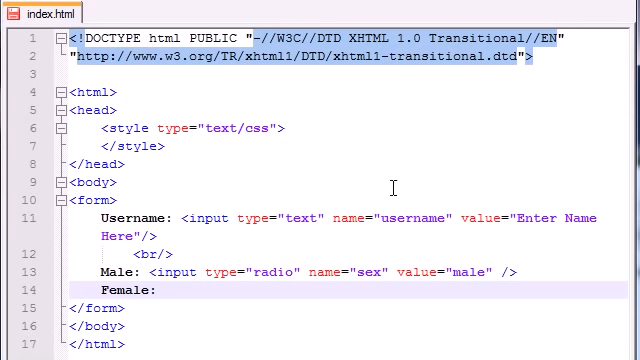 index.html
1 <!DOCTYPE html PUBLIC "-//W3C//DTD XHTML 1.0 Transitional//EN"
2 "http://www.w3.org/TR/xhtml1/DTD/xhtml1-transitional.dtd">
3
4 <html>
5 <head>
6 <style type="text/css">
7 </style>
8 </head>
9 <body>
10 <form>
11 Username: <input type="text" name="username" value="Enter Name
Here"/>
12 <br/>
13 Male: <input type="radio" name="sex" value="male" />
14 Female:
15 </form>
16 </body>
17 </html>